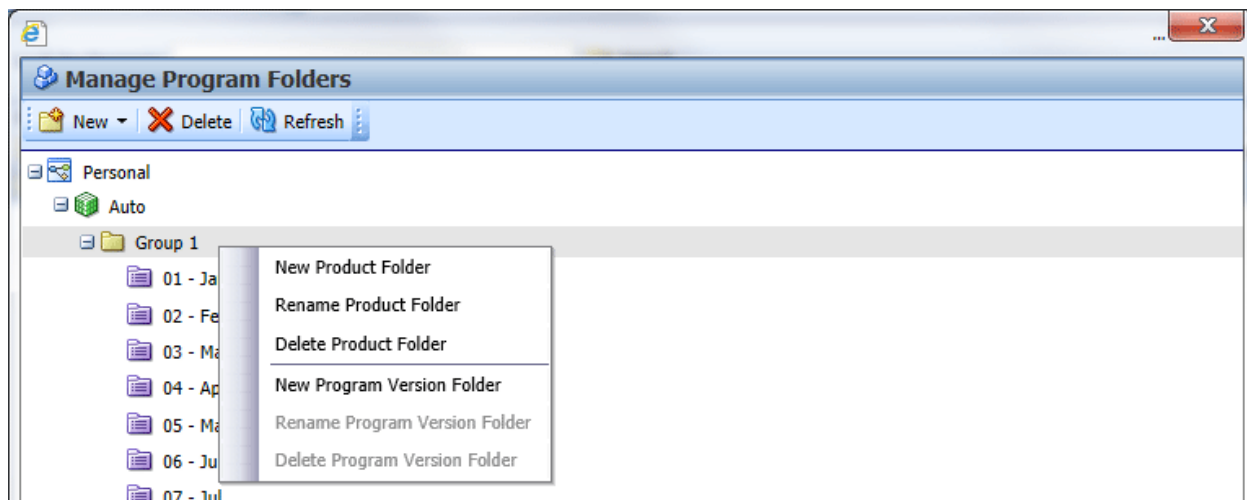 ...
Manage Program Folders
New Delete Refresh
Personal
Auto
Group 1
New Product Folder
01 - Ja
Rename Product Folder
02 - Fe
Delete Product Folder
03 - Ma
New Program Version Folder
04 - Ap
Rename Program Version Folder
05 - Ma
Delete Program Version Folder
06 - Ju
07 - Jul